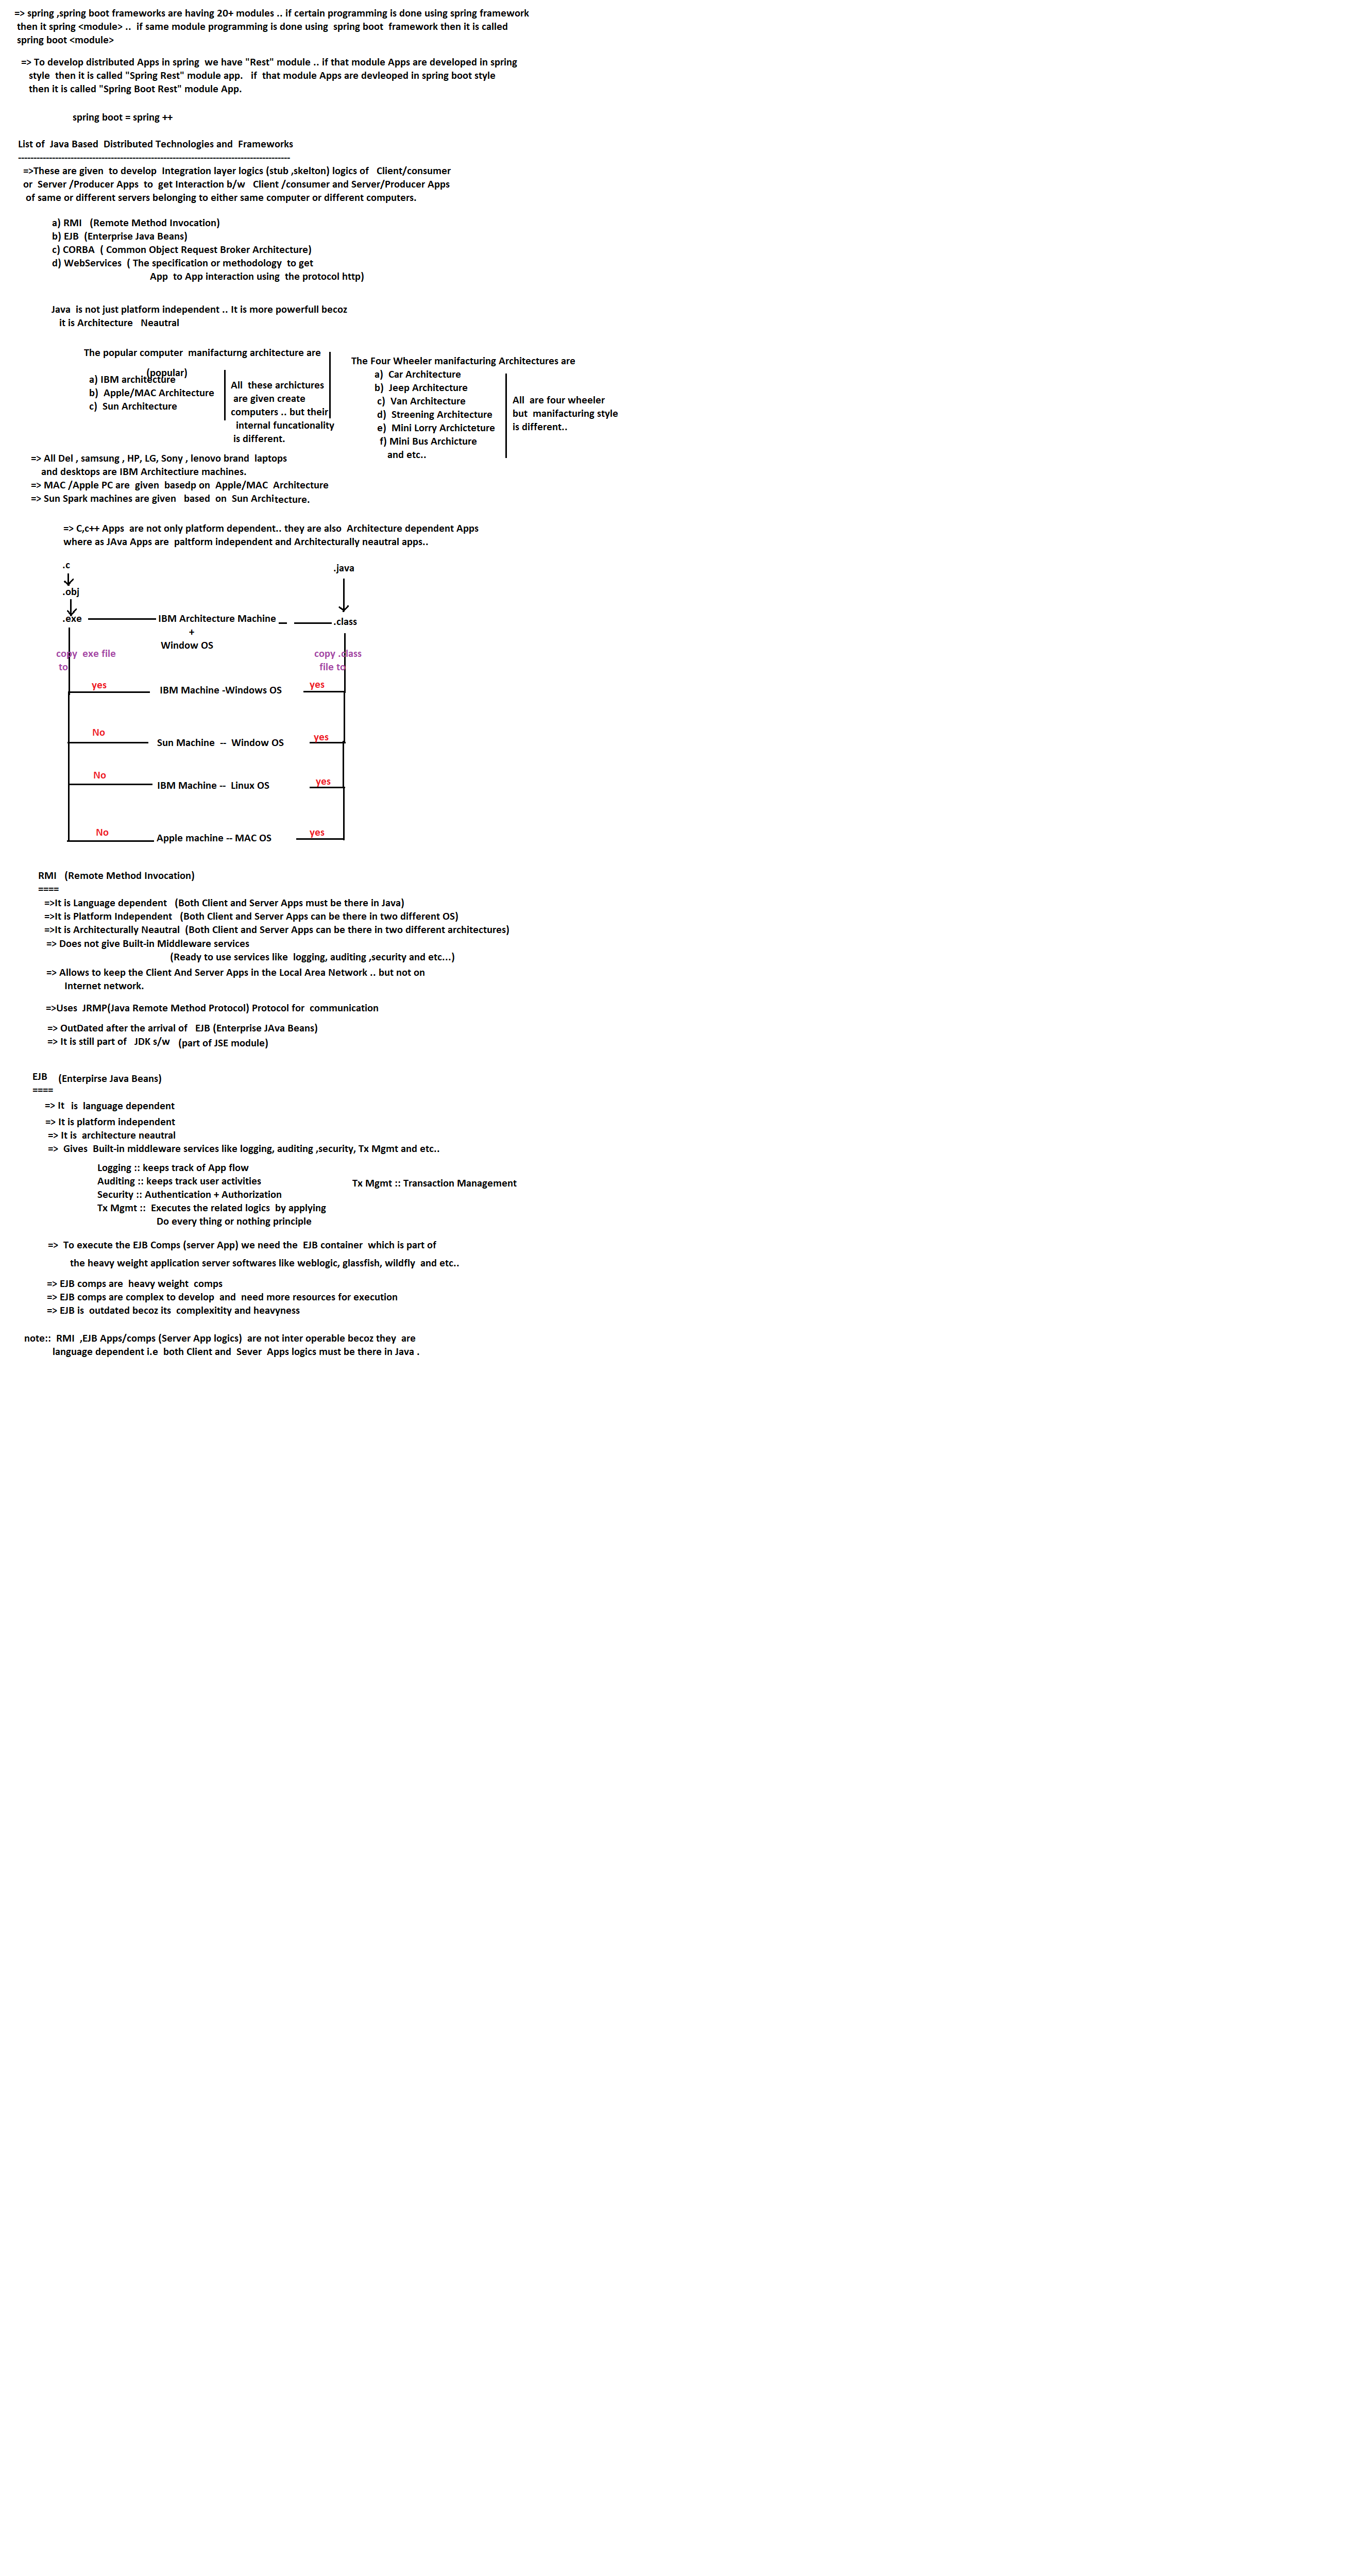 => spring ,spring boot frameworks are having 20+ modules .. if certain programming is done using spring framework
then it spring <module> .. if same module programming is done using spring boot framework then it is called
spring boot <module>
=> To develop distributed Apps in spring we have "Rest" module .. if that module Apps are developed in spring
style then it is called "Spring Rest" module app. if that module Apps are devleoped in spring boot style
then it is called "Spring Boot Rest" module App.
spring boot = spring ++
List of Java Based Distributed Technologies and Frameworks
-----------------------------------------------------------------------------------------
=>These are given to develop Integration layer logics (stub ,skelton) logics of Client/consumer
or Server /Producer Apps to get Interaction b/w Client /consumer and Server/Producer Apps
of same or different servers belonging to either same computer or different computers.
a) RMI (Remote Method Invocation)
b) EJB (Enterprise Java Beans)
c) CORBA ( Common Object Request Broker Architecture)
d) WebServices ( The specification or methodology to get
App to App interaction using the protocol http)
Java is not just platform independent .. It is more powerfull becoz
it is Architecture Neautral
The popular computer manifacturng architecture are
(popular)
a) IBM architecture
b) Apple/MAC Architecture
c) Sun Architecture
All these archictures
are given create
computers .. but their
internal funcationality
is different.
The Four Wheeler manifacturing Architectures are
a) Car Architecture
b) Jeep Architecture
c) Van Architecture
d) Streening Architecture
e) Mini Lorry Archicteture
f) Mini Bus Archicture
and etc..
All are four wheeler
but manifacturing style
is different..
=> All Del , samsung , HP, LG, Sony , lenovo brand laptops
and desktops are IBM Architectiure machines.
=> MAC /Apple PC are given basedp on Apple/MAC Architecture
=> Sun Spark machines are given based on Sun Architecture.
=> C,c++ Apps are not only platform dependent.. they are also Architecture dependent Apps
where as JAva Apps are paltform independent and Architecturally neautral apps..
.c
.java
.obj
.exe IBM Architecture Machine .class
+
Window OS
copy exe file
to
copy .class
file to
yes IBM Machine -Windows OS yes
No Sun Machine -- Window OS yes
No IBM Machine -- Linux OS yes
No Apple machine -- MAC OS yes
RMI (Remote Method Invocation)
====
=>It is Language dependent (Both Client and Server Apps must be there in Java)
=>It is Platform Independent (Both Client and Server Apps can be there in two different OS)
=>It is Architecturally Neautral (Both Client and Server Apps can be there in two different architectures)
=> Does not give Built-in Middleware services
(Ready to use services like logging, auditing ,security and etc...)
=> Allows to keep the Client And Server Apps in the Local Area Network .. but not on
Internet network.
=>Uses JRMP(Java Remote Method Protocol) Protocol for communication
=> OutDated after the arrival of EJB (Enterprise JAva Beans)
=> It is still part of JDK s/w (part of JSE module)
EJB (Enterpirse Java Beans)
====
=> It is language dependent
=> It is platform independent
=> It is architecture neautral
=> Gives Built-in middleware services like logging, auditing ,security, Tx Mgmt and etc..
Logging :: keeps track of App flow
Auditing :: keeps track user activities
Tx Mgmt :: Transaction Management
Security :: Authentication + Authorization
Tx Mgmt :: Executes the related logics by applying
Do every thing or nothing principle
=> To execute the EJB Comps (server App) we need the EJB container which is part of
the heavy weight application server softwares like weblogic, glassfish, wildfly and etc..
=> EJB comps are heavy weight comps
=> EJB comps are complex to develop and need more resources for execution
=> EJB is outdated becoz its complexitity and heavyness
note:: RMI ,EJB Apps/comps (Server App logics) are not inter operable becoz they are
language dependent i.e both Client and Sever Apps logics must be there in Java .